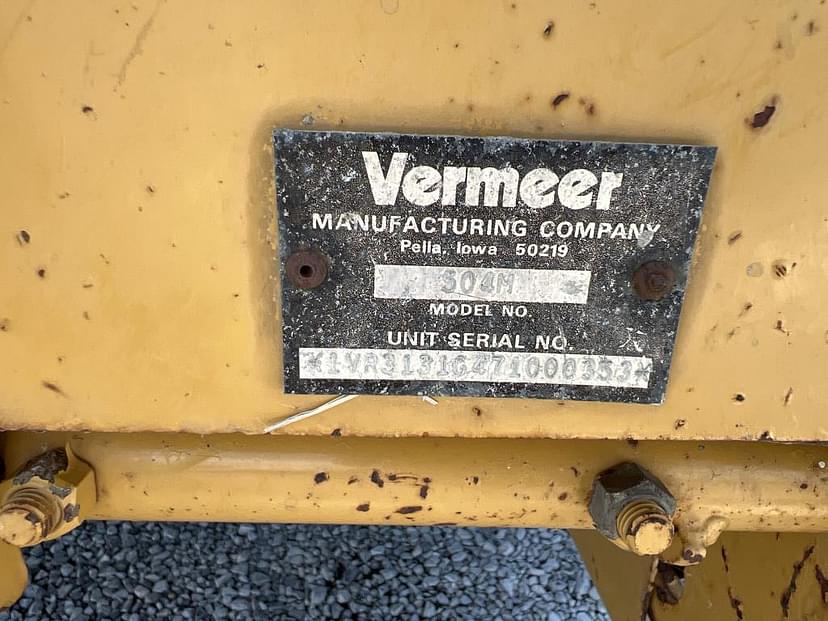 Vermeer
MANUFACTURING COMPANY
Pella, Iowa 50219
504M
MODEL NO.
UNIT SERIAL NO.
*1VR3131G471000353*